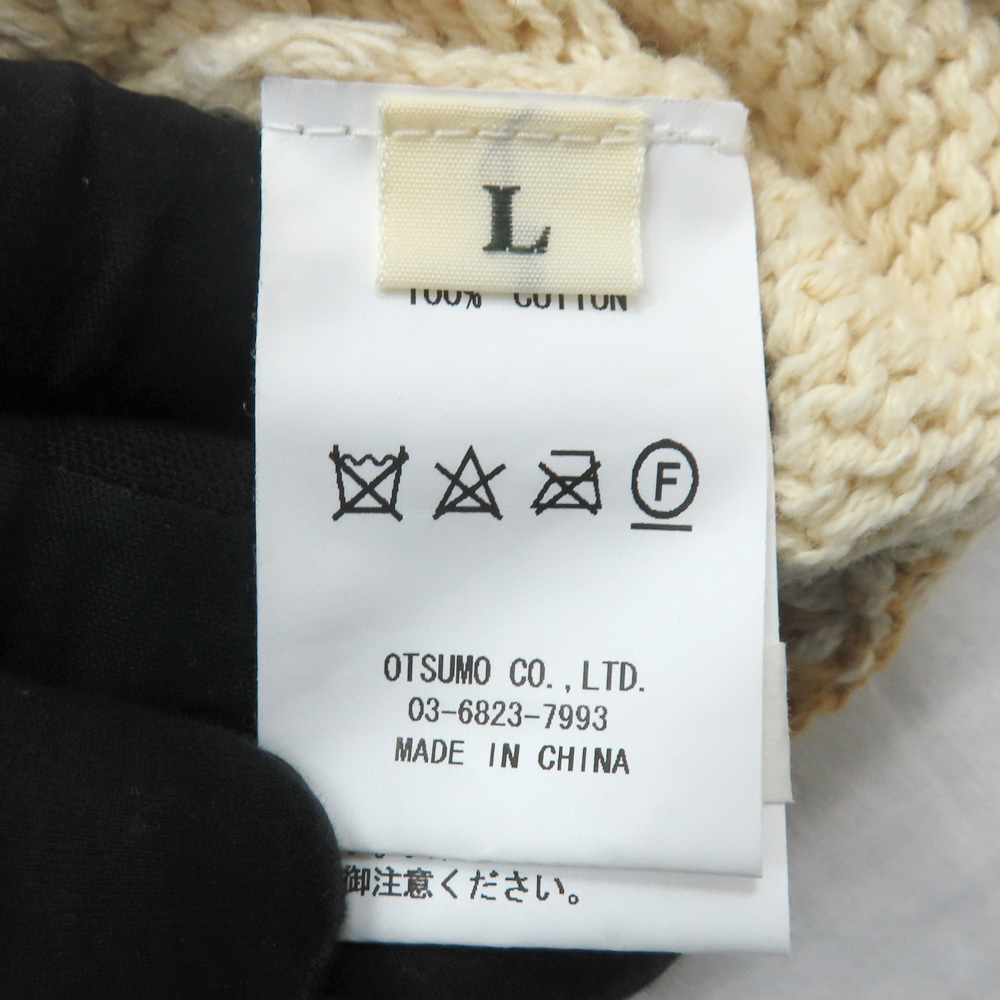 L
100% COTTON
F
OTSUMO CO.,LTD.
03-6823-7993
MADE IN CHINA
御注意ください。